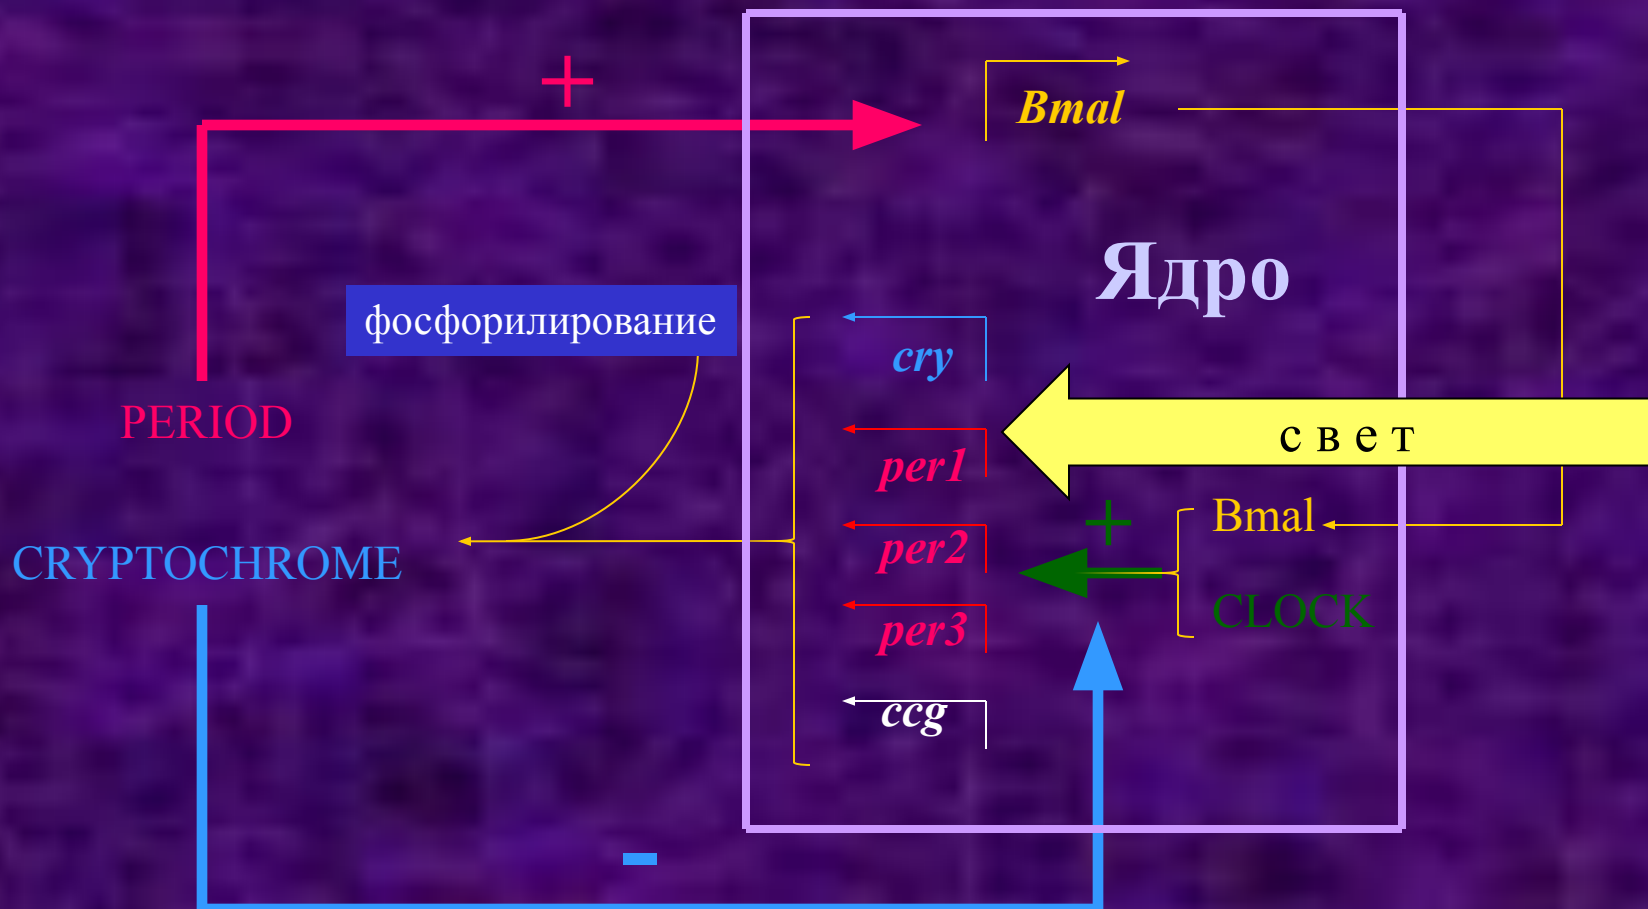 +
Bmal
Ядро
фосфорилирование
cry
PERIOD
с в е т
per1
+
Bmal
per2
CRYPTOCHROME
CLOCK
per3
ccg
-